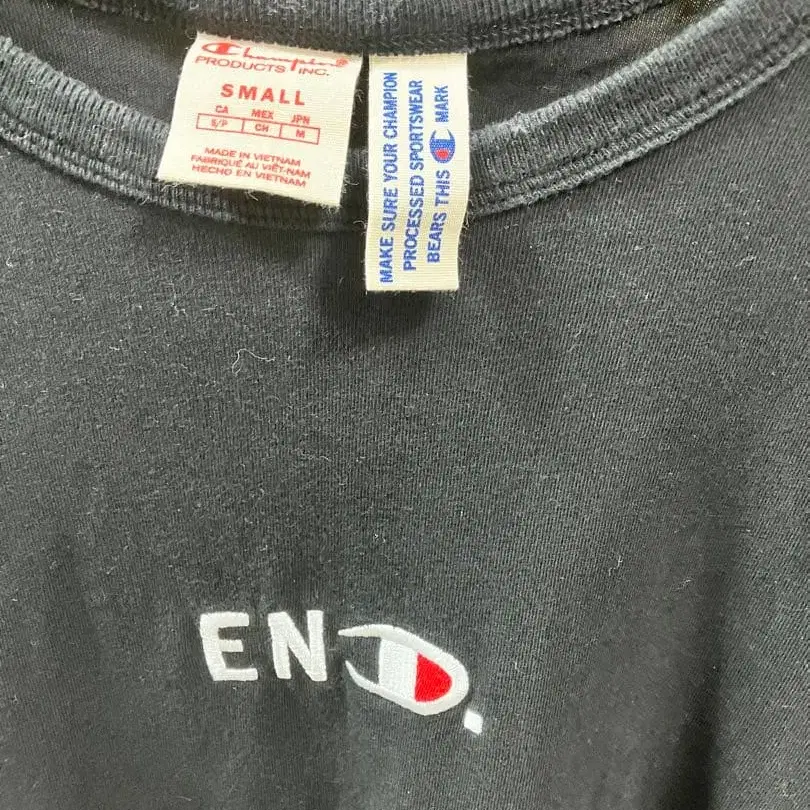 Champion®
PRODUCTS INC.
SMALL
CA MEX JPN
S/P CH M
MADE IN VIETNAM
FABRIQUÉ AU VIÊT-NAM
HECHO EN VIETNAM
MAKE SURE YOUR CHAMPION
PROCESSED SPORTSWEAR
BEARS THIS C MARK
END.